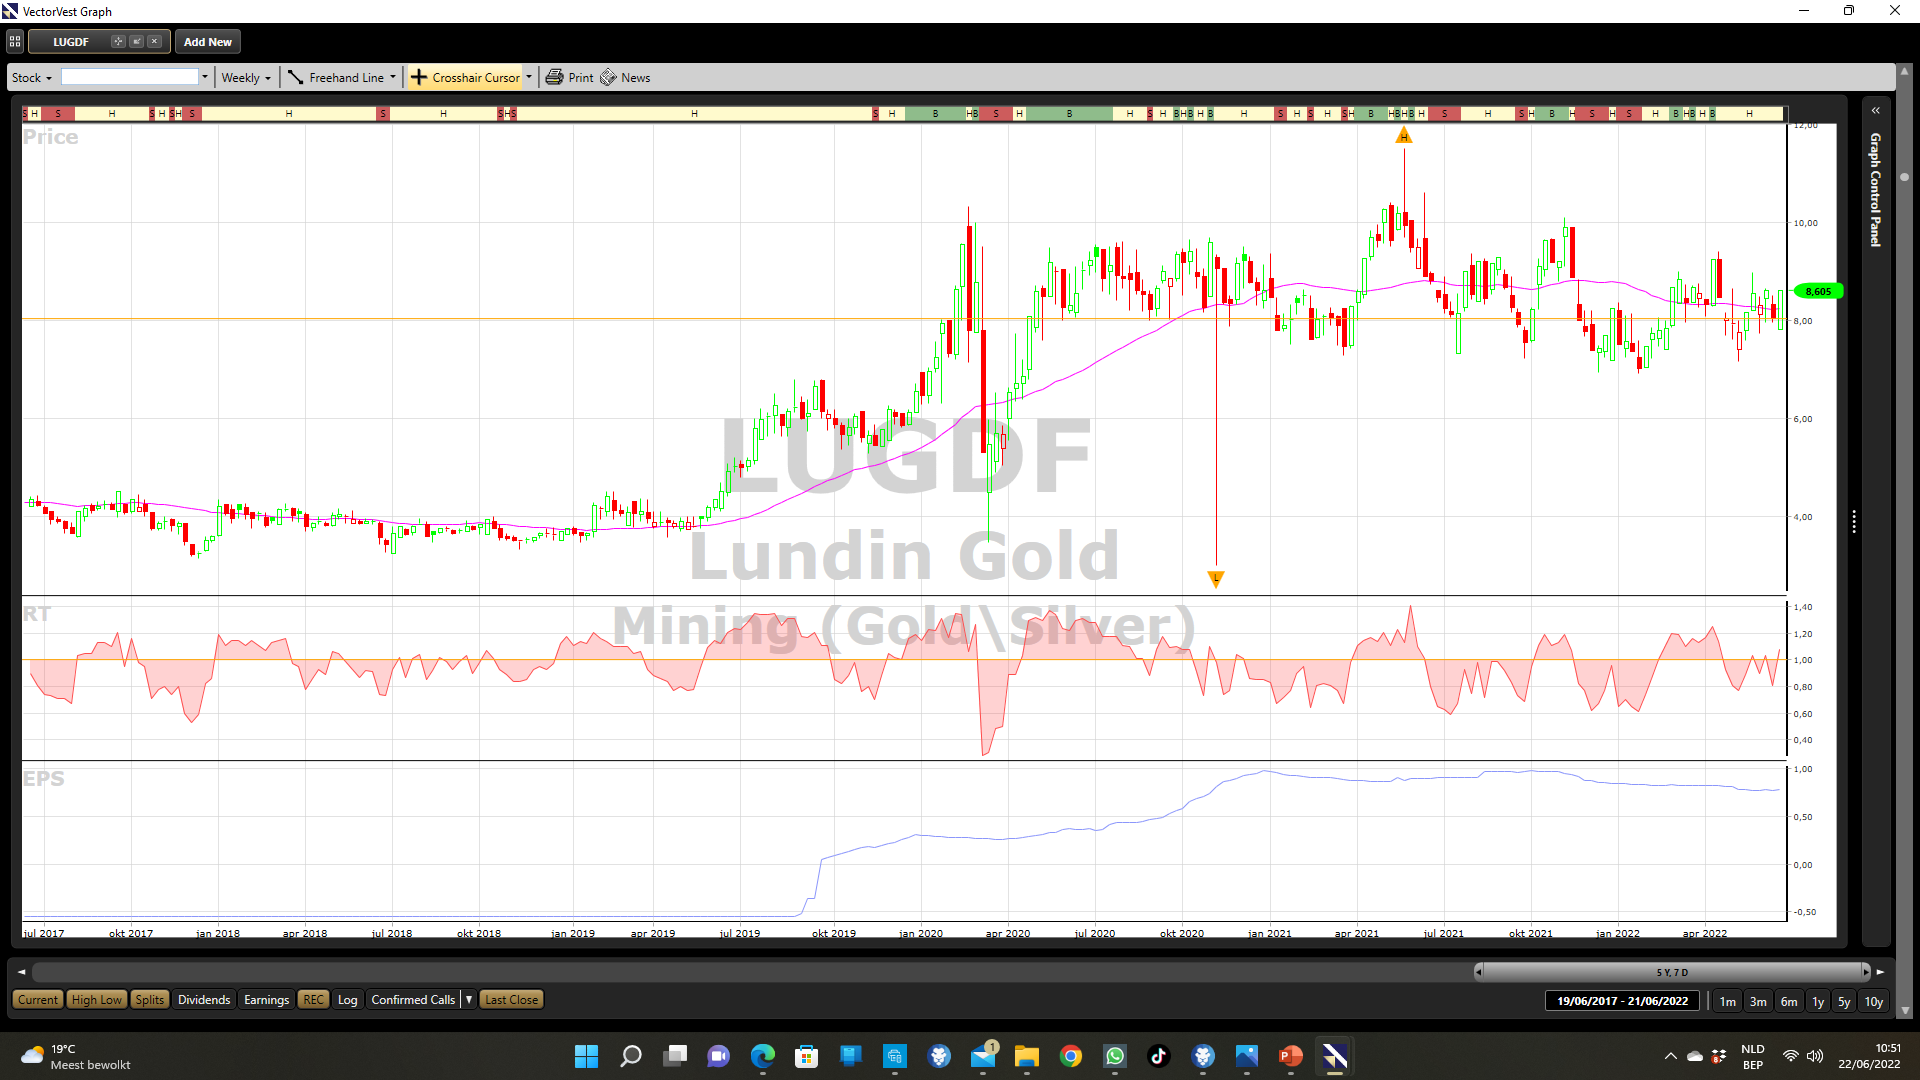 VectorVest Graph
LUGDF Add New
Stock Weekly Freehand Line Crosshair Cursor Print News
S H S H S H S H S H S H S H S H S H B H B S H B H S H B H B H B H S H S H S H B H B H B H S H S H B H S H S H B H B H B H
Price
12,00
H
10,00
8,605
8,00
6,00
4,00
L
LUGDF
Lundin Gold
Mining (Gold\Silver)
Graph Control Panel
RT
1,40
1,20
1,00
0,80
0,60
0,40
EPS
1,00
0,50
0,00
-0,50
jul 2017 okt 2017 jan 2018 apr 2018 jul 2018 okt 2018 jan 2019 apr 2019 jul 2019 okt 2019 jan 2020 apr 2020 jul 2020 okt 2020 jan 2021 apr 2021 jul 2021 okt 2021 jan 2022 apr 2022
5 Y, 7 D
Current High Low Splits Dividends Earnings REC Log Confirmed Calls Last Close 19/06/2017 - 21/06/2022 1m 3m 6m 1y 5y 10y
19°C
Meest bewolkt
1
NLD
BEP
10:51
22/06/2022